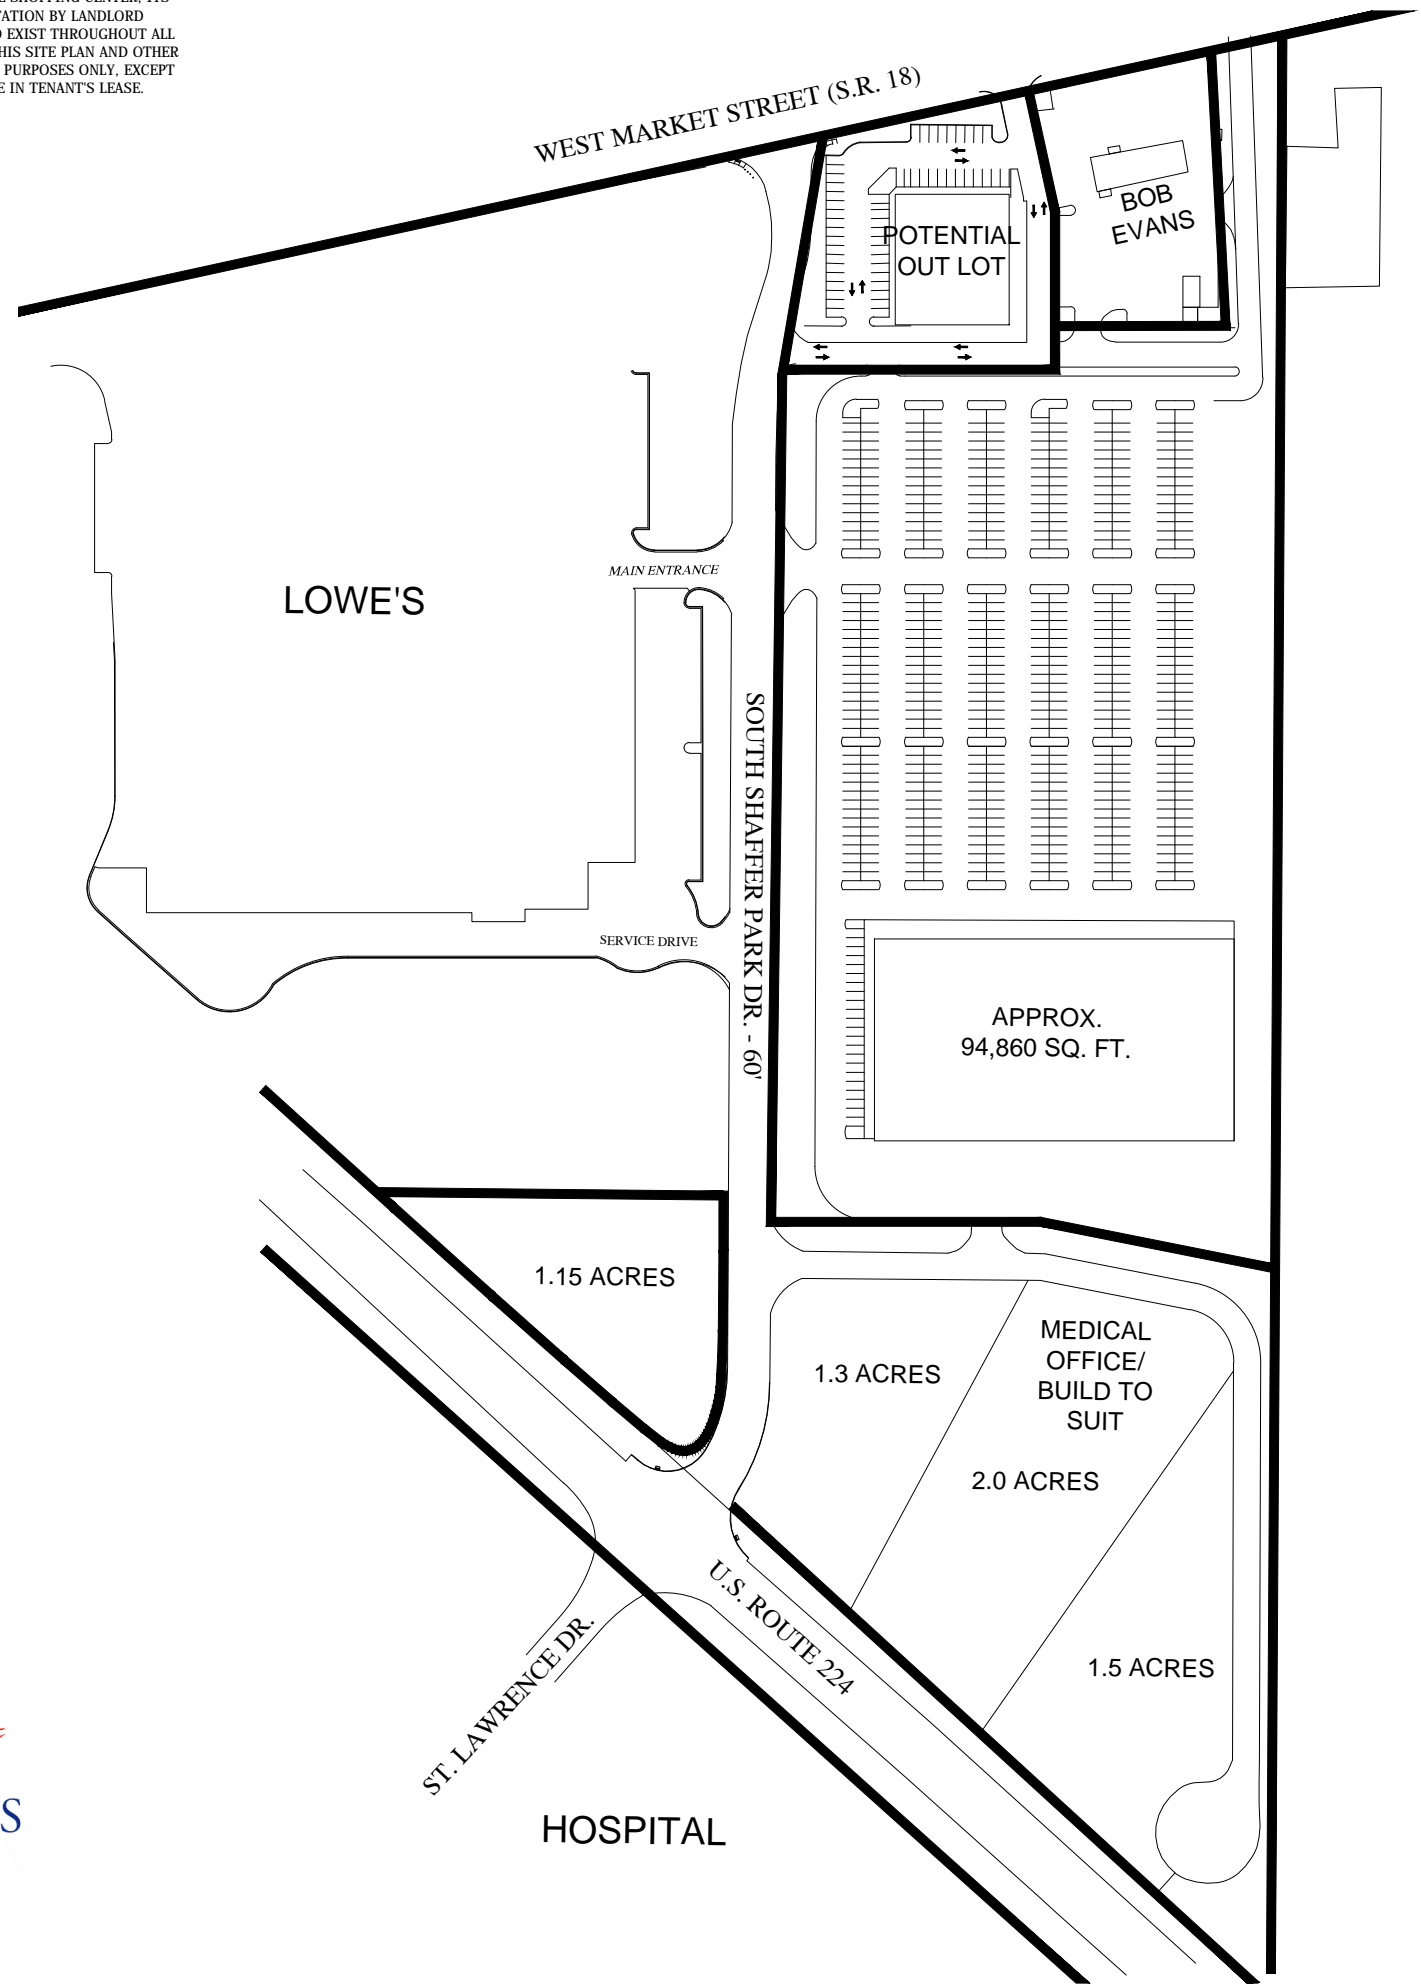 TATION BY LANDLORD
EXIST THROUGHOUT ALL
HIS SITE PLAN AND OTHER
PURPOSES ONLY, EXCEPT
E IN TENANT'S LEASE.
WEST MARKET STREET (S.R. 18)
BOB
EVANS
POTENTIAL
OUT LOT
LOWE'S
MAIN ENTRANCE
SOUTH SHAFFER PARK DR. - 60'
SERVICE DRIVE
APPROX.
94,860 SQ. FT.
1.15 ACRES
1.3 ACRES
MEDICAL
OFFICE/
BUILD TO
SUIT
2.0 ACRES
1.5 ACRES
U.S. ROUTE 224
ST. LAWRENCE DR.
S
HOSPITAL